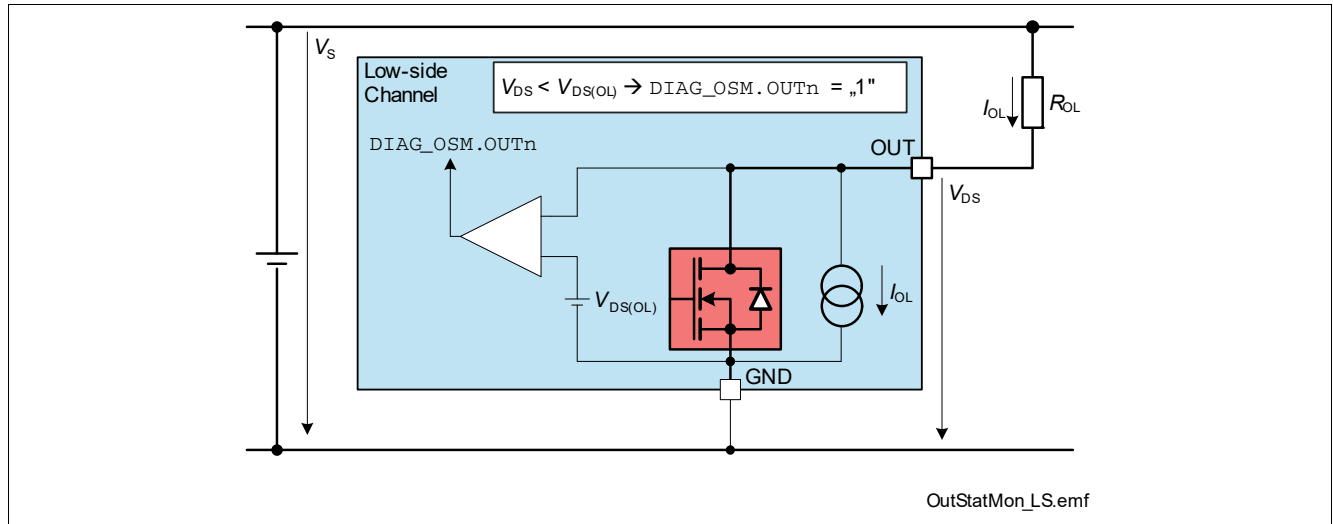 VS
Low-side
Channel
VDS < VDS(OL) → DIAG_OSM.OUTn = „1"
IOL
ROL
DIAG_OSM.OUTn
OUT
VDS
VDS(OL)
IOL
GND
OutStatMon_LS.emf